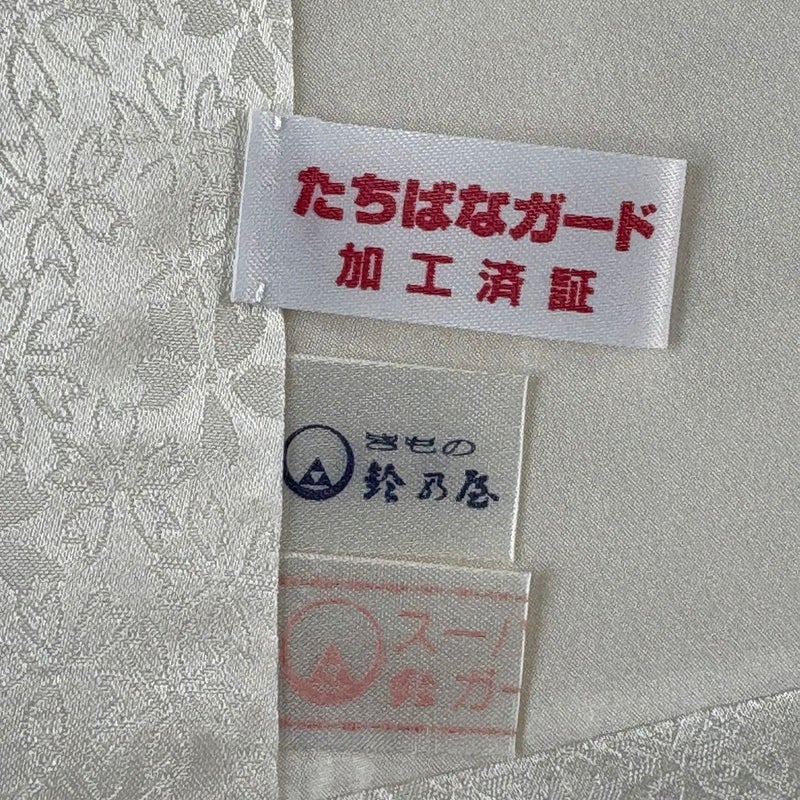 たちばなガード
加工済証
きもの
鈴乃屋
スー
鈴ガー